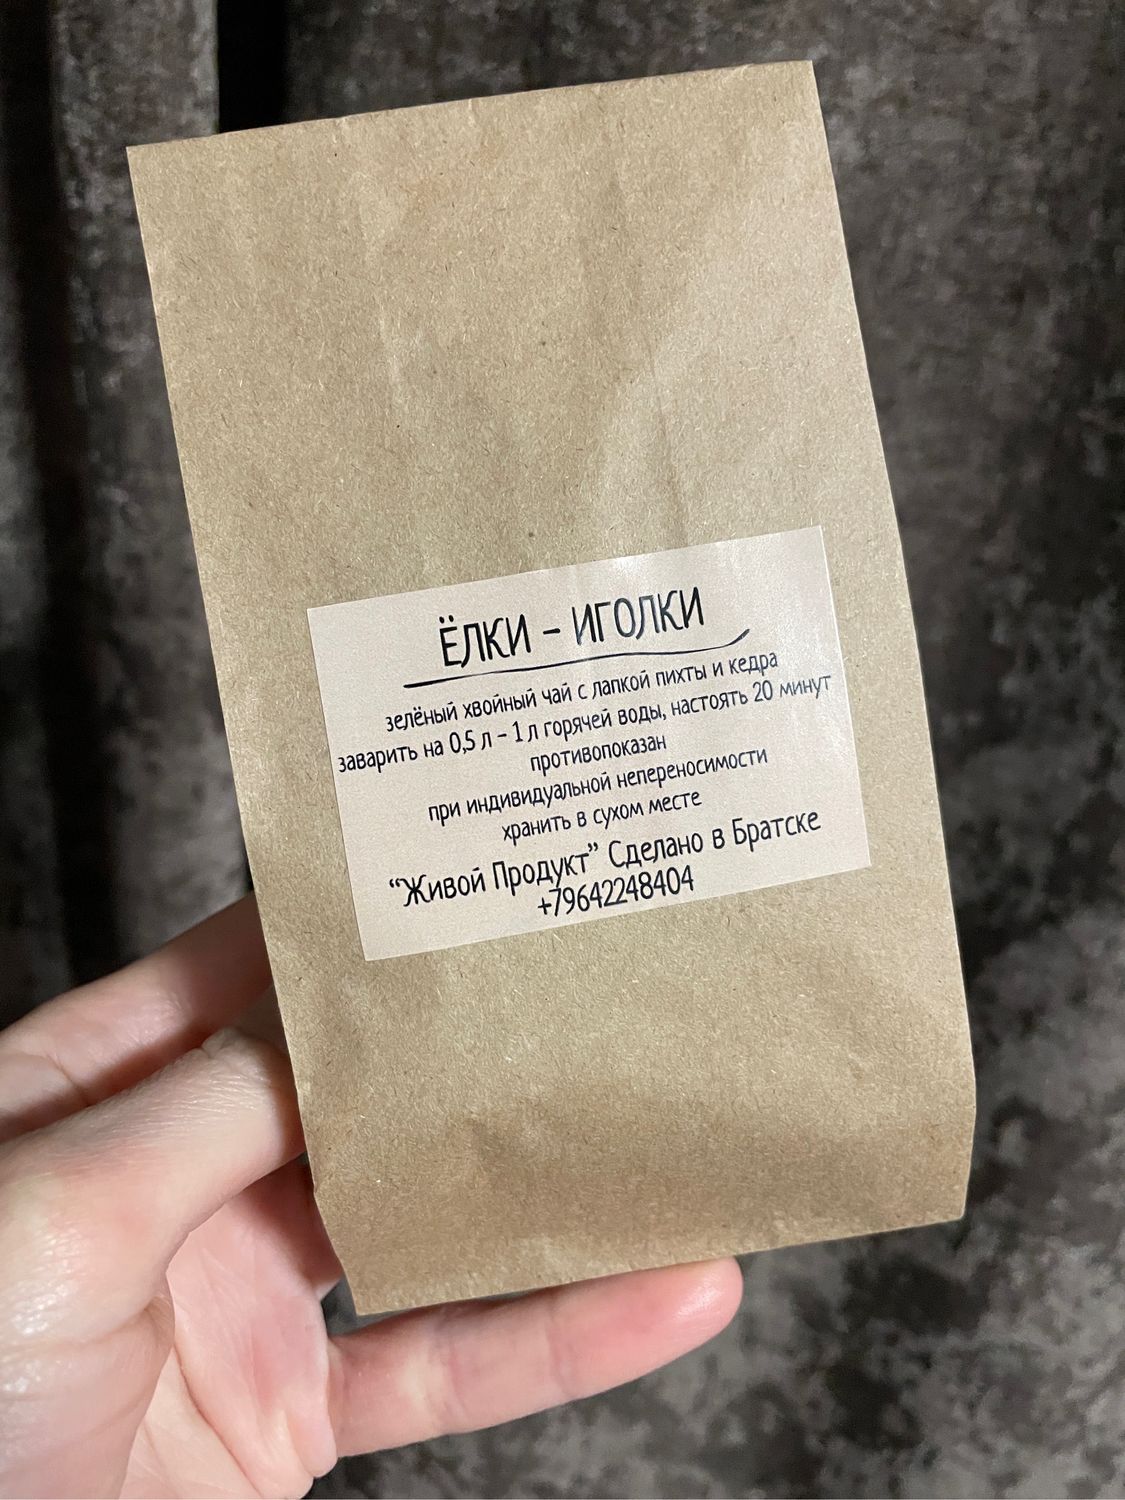 ЁЛКИ - ИГОЛКИ
зелёный хвойный чай с лапкой пихты и кедра
заварить на 0,5 л - 1 л горячей воды, настоять 20 минут
противопоказан
при индивидуальной непереносимости
хранить в сухом месте
“Живой Продукт” Сделано в Братске
+79642248404